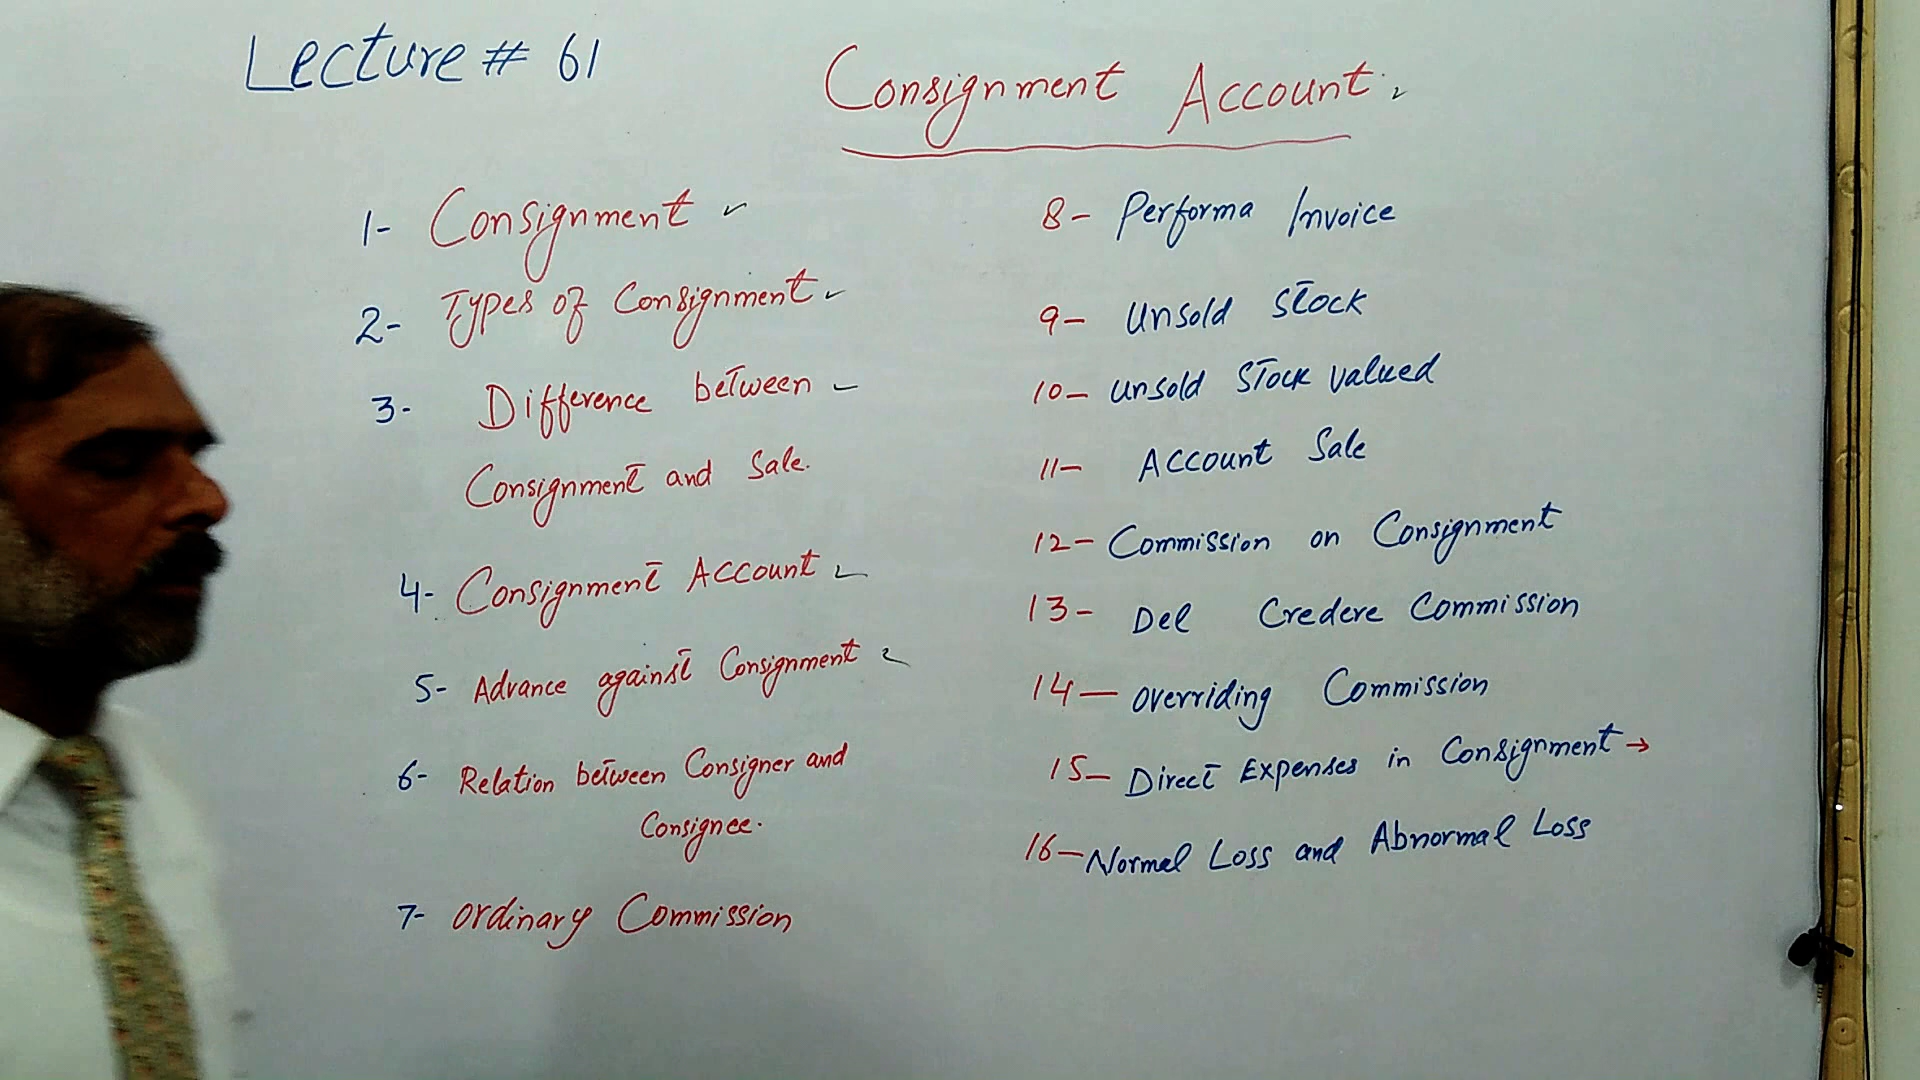 Lecture # 61
Consignment Account.
1- Consignment
2- Types of Consignment
3- Difference between
Consignment and Sale.
4- Consignment Account
5- Advance against Consignment
6- Relation between Consigner and
Consignee.
7- Ordinary Commission
8- Performa Invoice
9- Unsold Stock
10- Unsold Stock valued
11- Account Sale
12- Commission on Consignment
13- Del Credere Commission
14- Overriding Commission
15- Direct Expenses in Consignment →
16- Normal Loss and Abnormal Loss